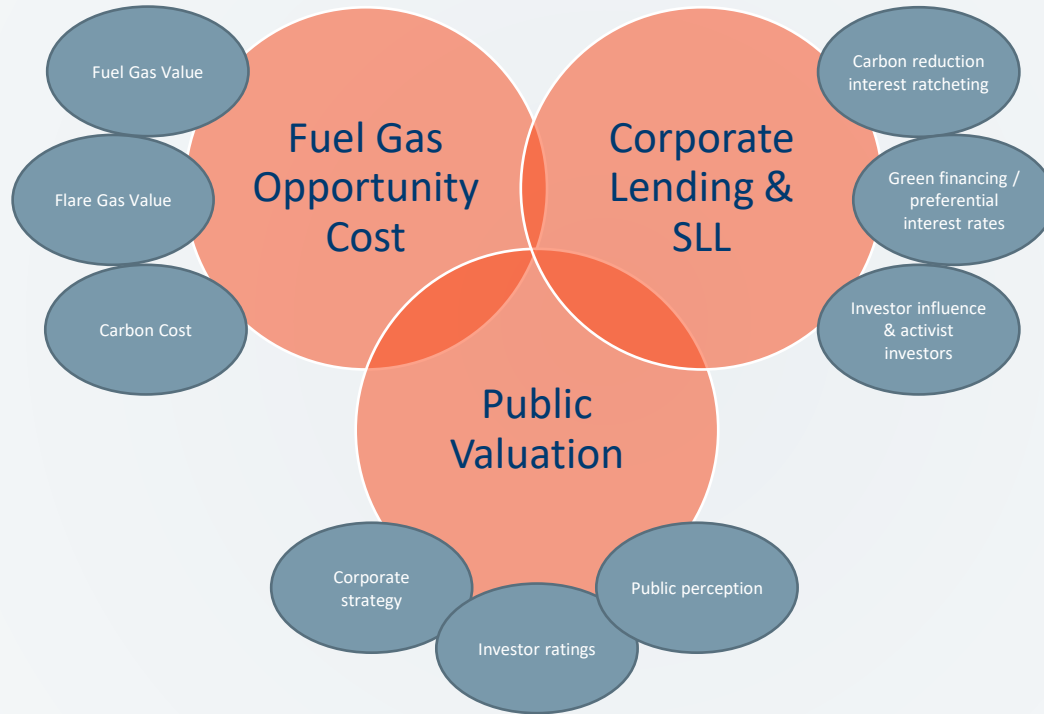 Fuel Gas Value
Flare Gas Value
Carbon Cost
Fuel Gas
Opportunity
Cost
Corporate
Lending &
SLL
Carbon reduction
interest ratcheting
Green financing /
preferential
interest rates
Investor influence
& activist
investors
Public
Valuation
Corporate
strategy
Investor ratings
Public perception